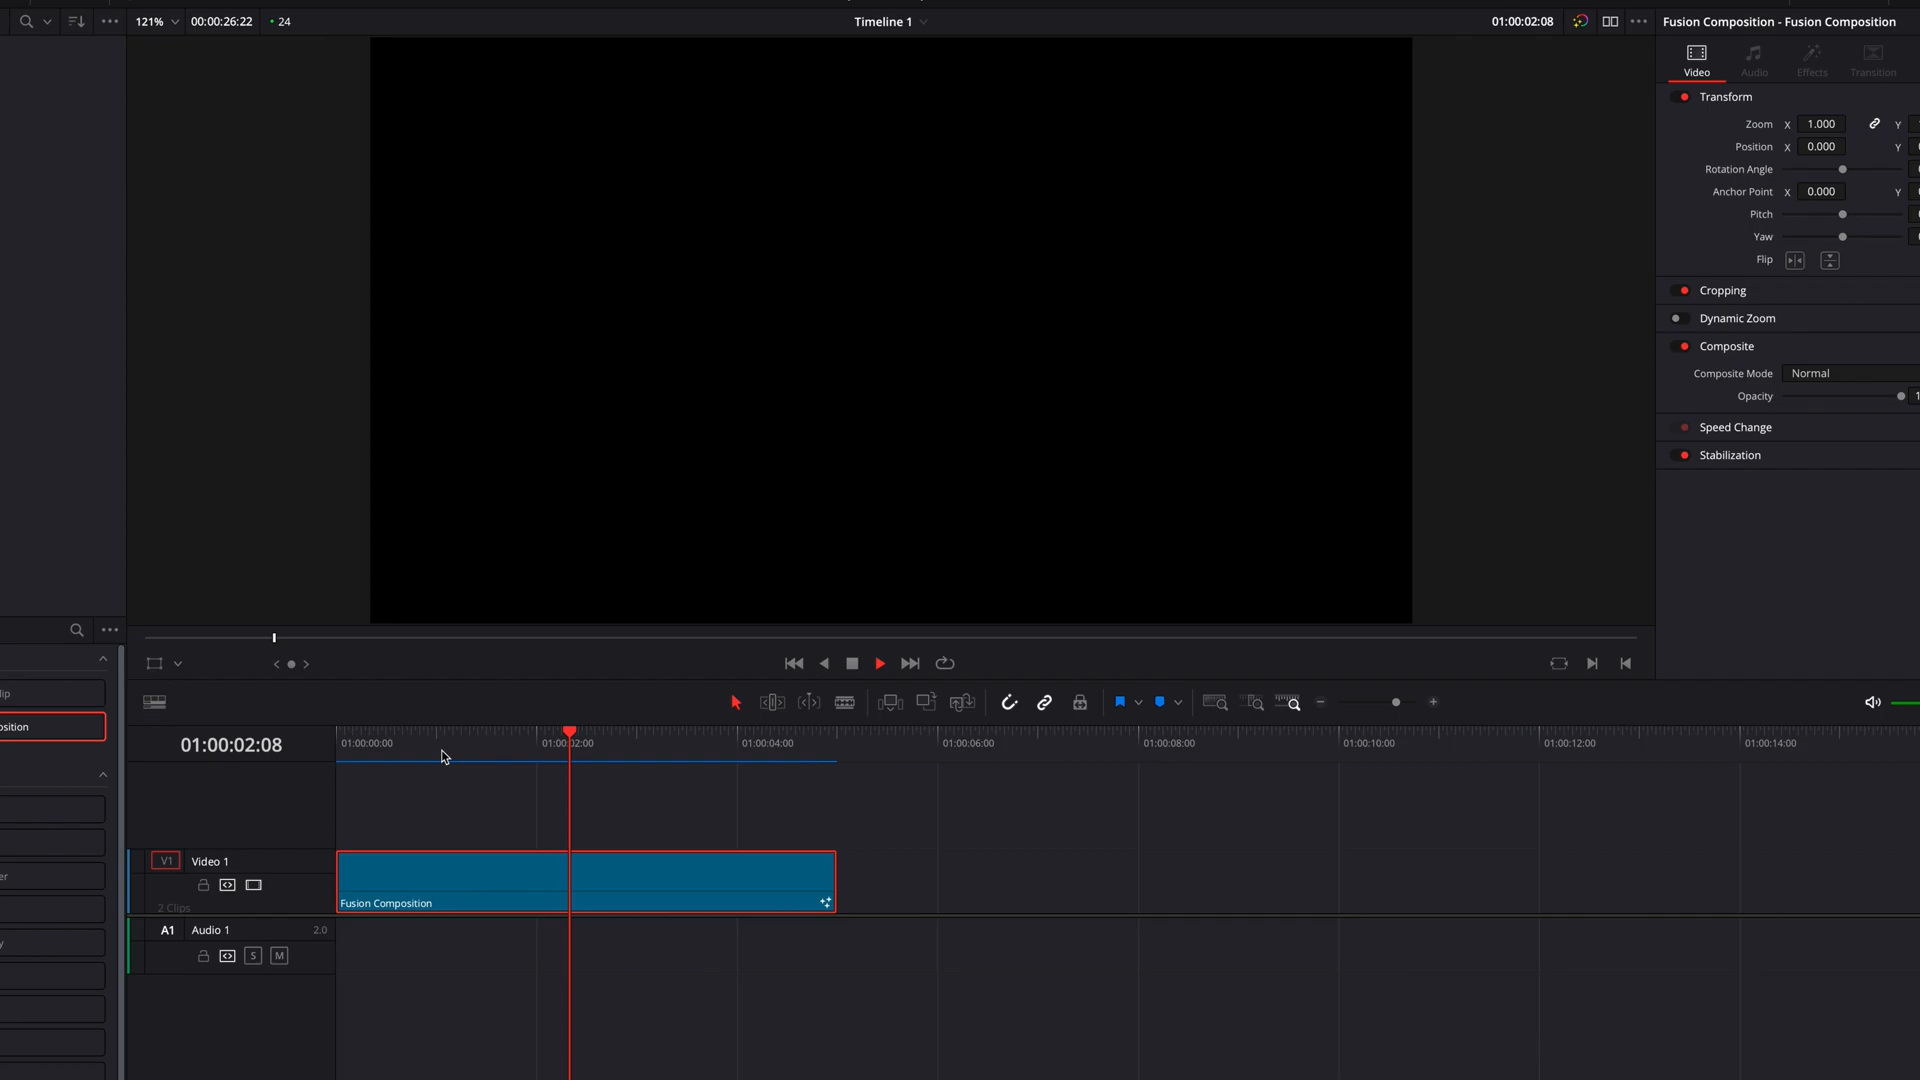 121%
00:00:26:22
24
Timeline 1
01:00:02:08
Fusion Composition - Fusion Composition
Video
Audio
Effects
Transition
Transform
Zoom X 1.000 Y
Position X 0.000 Y
Rotation Angle
Anchor Point X 0.000 Y
Pitch
Yaw
Flip
Cropping
Dynamic Zoom
Composite
Composite Mode Normal
Opacity
Speed Change
Stabilization
lip
osition
er
y
01:00:02:08
01:00:00:00
01:00:02:00
01:00:04:00
01:00:06:00
01:00:08:00
01:00:10:00
01:00:12:00
01:00:14:00
V1 Video 1
2 Clips
Fusion Composition
A1 Audio 1 2.0
S M